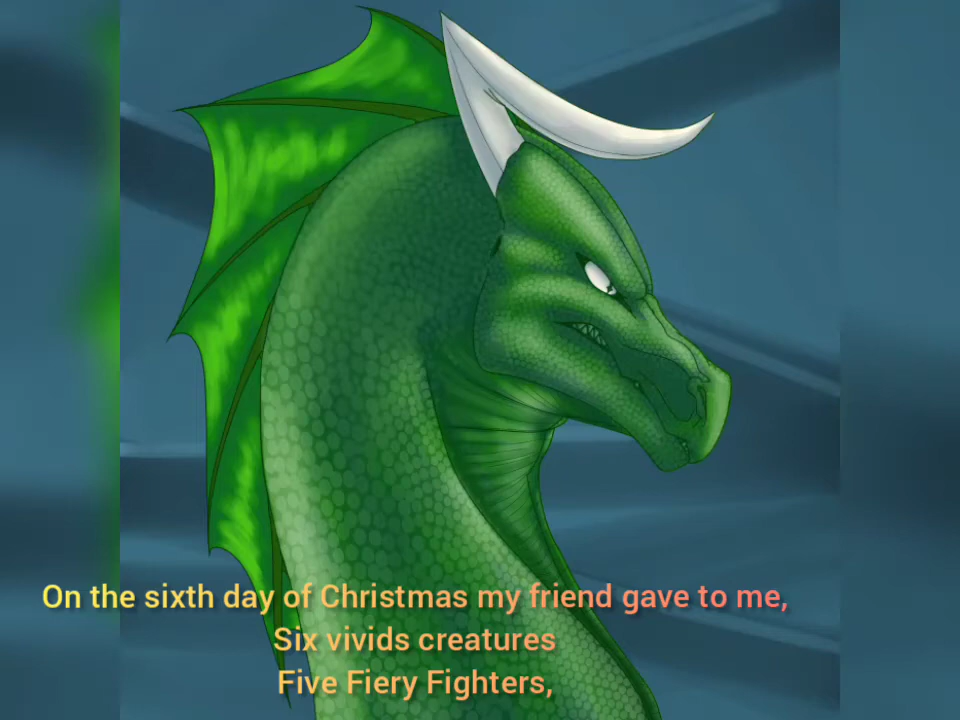 On the sixth day of Christmas my friend gave to me,
Six vivids creatures
Five Fiery Fighters,